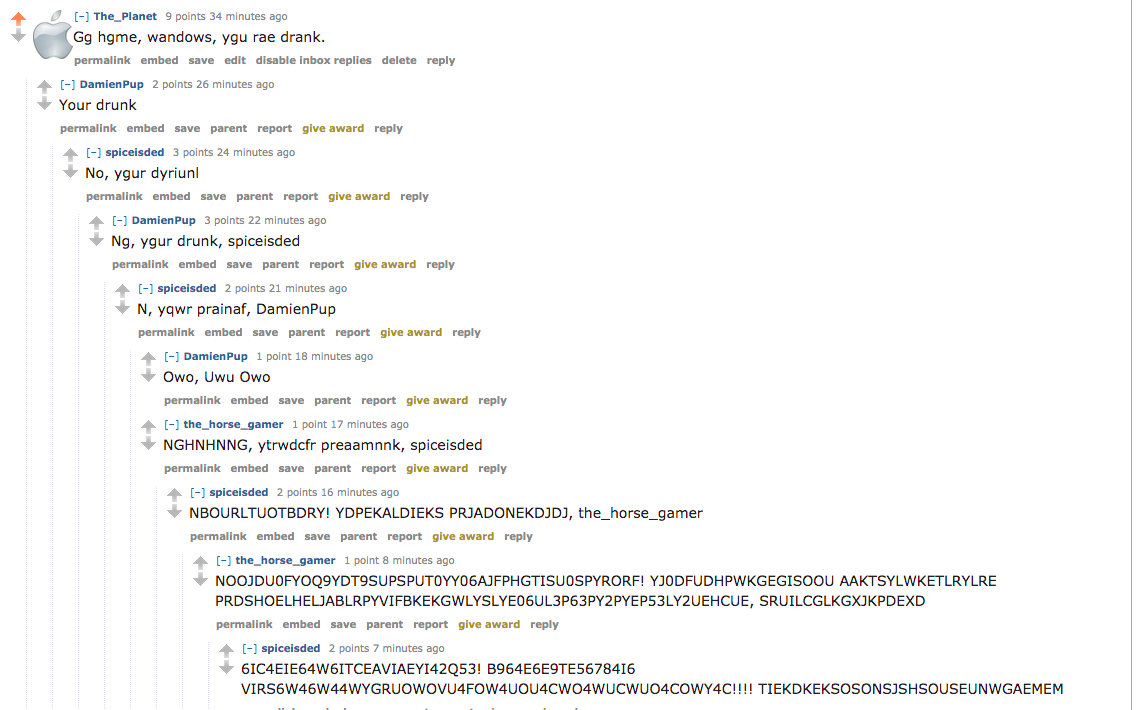 [–] The_Planet 9 points 34 minutes ago
Gg hgme, wandows, ygu rae drank.
permalink embed save edit disable inbox replies delete reply
[–] DamienPup 2 points 26 minutes ago
Your drunk
permalink embed save parent report give award reply
[–] spiceisded 3 points 24 minutes ago
No, ygur dyriunl
permalink embed save parent report give award reply
[–] DamienPup 3 points 22 minutes ago
Ng, ygur drunk, spiceisded
permalink embed save parent report give award reply
[–] spiceisded 2 points 21 minutes ago
N, yqwr prainaf, DamienPup
permalink embed save parent report give award reply
[–] DamienPup 1 point 18 minutes ago
Owo, Uwu Owo
permalink embed save parent report give award reply
[–] the_horse_gamer 1 point 17 minutes ago
NGHNHNNG, ytrwdcfr preaamnnk, spiceisded
permalink embed save parent report give award reply
[–] spiceisded 2 points 16 minutes ago
NBOURLTUOTBDRY! YDPEKALDIEKS PRJADONEKDJDJ, the_horse_gamer
permalink embed save parent report give award reply
[–] the_horse_gamer 1 point 8 minutes ago
NOOJDU0FYOQ9YDT9SUPSPUT0YY06AJFPHGTISU0SPYRORF! YJ0DFUDHPWKGEGISOOU AAKTSYLWKETLRYLRE
PRDSHOELHELJABLRPYVIFBKEKGWLYSLYE06UL3P63PY2PYEP53LY2UEHCUE, SRUILCGLKGXJKPDEXD
permalink embed save parent report give award reply
[–] spiceisded 2 points 7 minutes ago
6IC4EIE64W6ITCEAVIAEYI42Q53! B964E6E9TE56784I6
VIRS6W46W44WYGRUOWOVU4FOW4UOU4CWO4WUCWUO4COWY4C!!!! TIEKDKEKSOSONSJSHSOUSEUNWGAEMEM